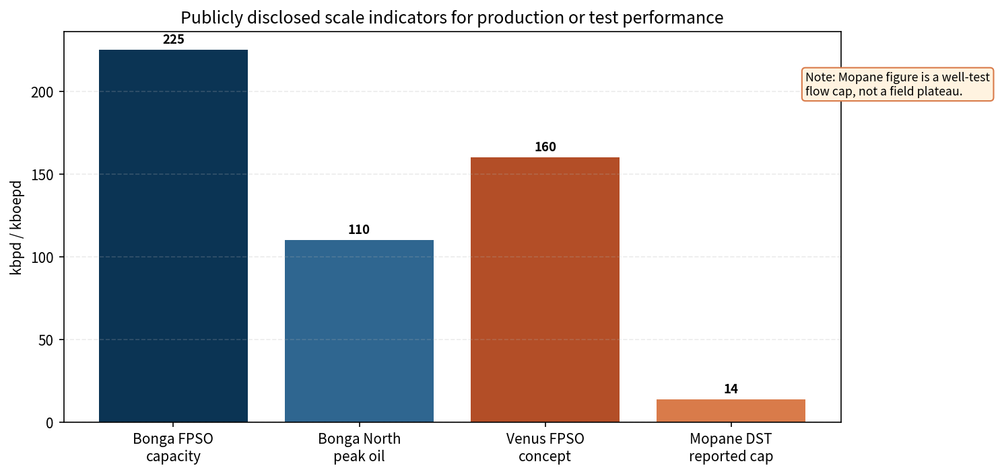 Publicly disclosed scale indicators for production or test performance
225
Note: Mopane figure is a well-test
flow cap, not a field plateau.
200
160
150
110
100
50
14
0
kbpd / kboepd
Bonga FPSO
capacity
Bonga North
peak oil
Venus FPSO
concept
Mopane DST
reported cap